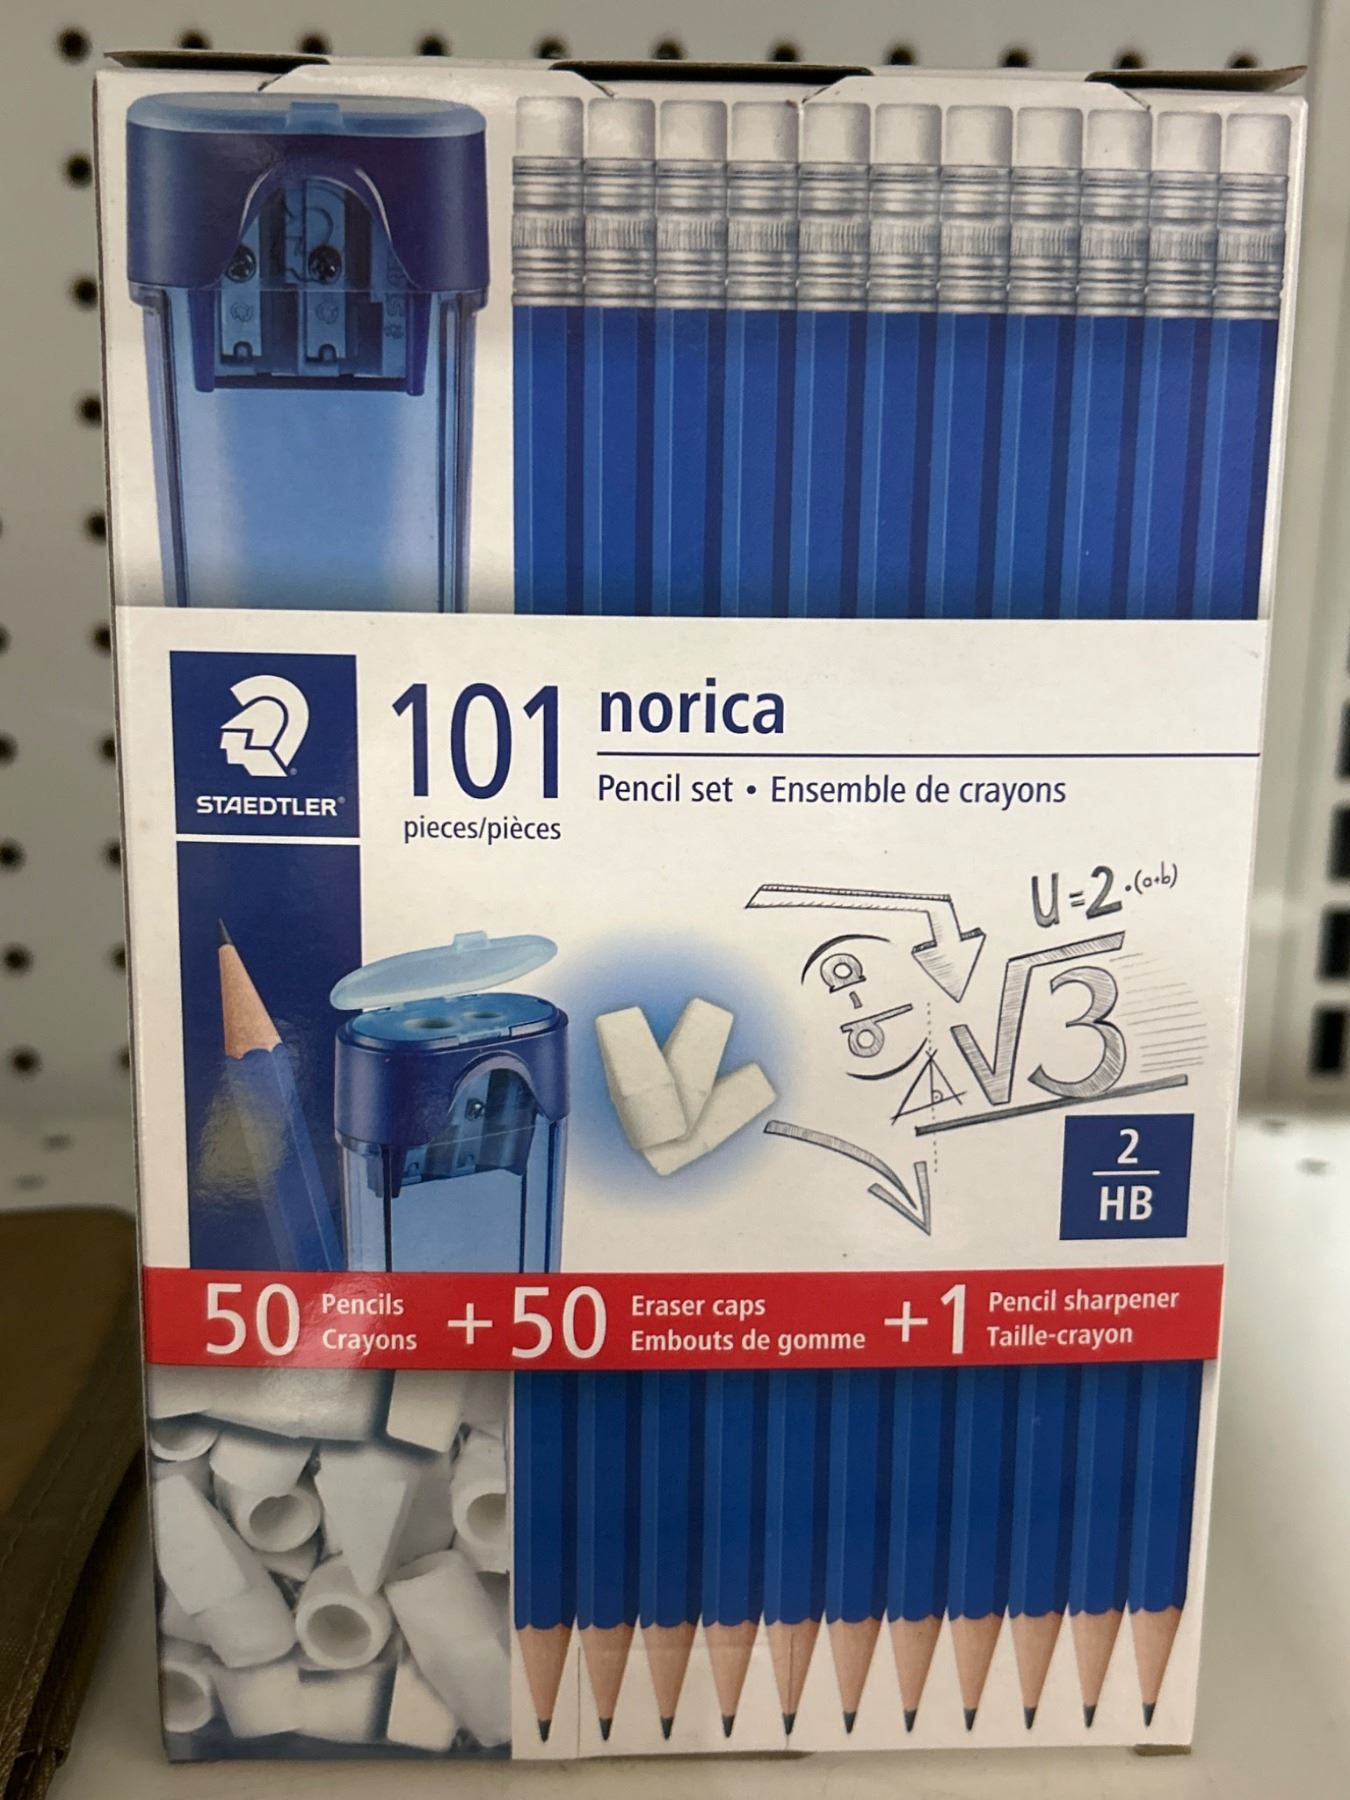 STAEDTLER®
101
pieces/pièces
norica
Pencil set • Ensemble de crayons
U=2·(a+b)
(a-b)
√3
2
HB
50 Pencils
Crayons
+ 50 Eraser caps
Embouts de gomme
+ 1 Pencil sharpener
Taille-crayon